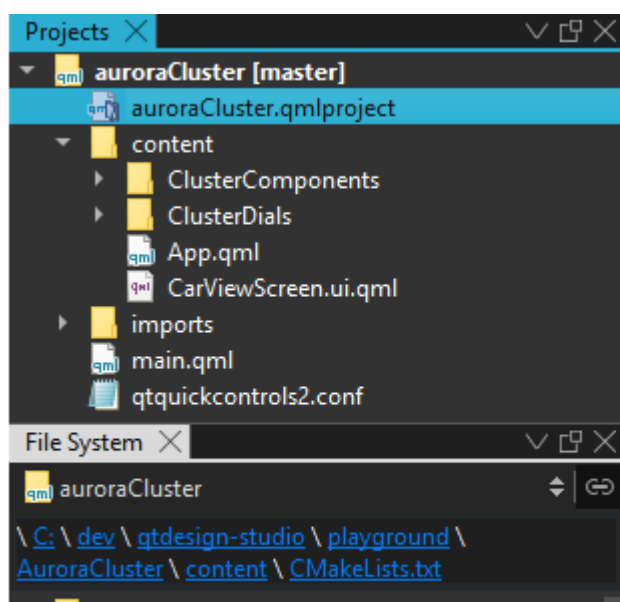 Projects
auroraCluster [master]
auroraCluster.qmlproject
content
ClusterComponents
ClusterDials
App.qml
CarViewScreen.ui.qml
imports
main.qml
qtquickcontrols2.conf
File System
auroraCluster
\ C: \ dev \ qtdesign-studio \ playground \
AuroraCluster \ content \ CMakeLists.txt